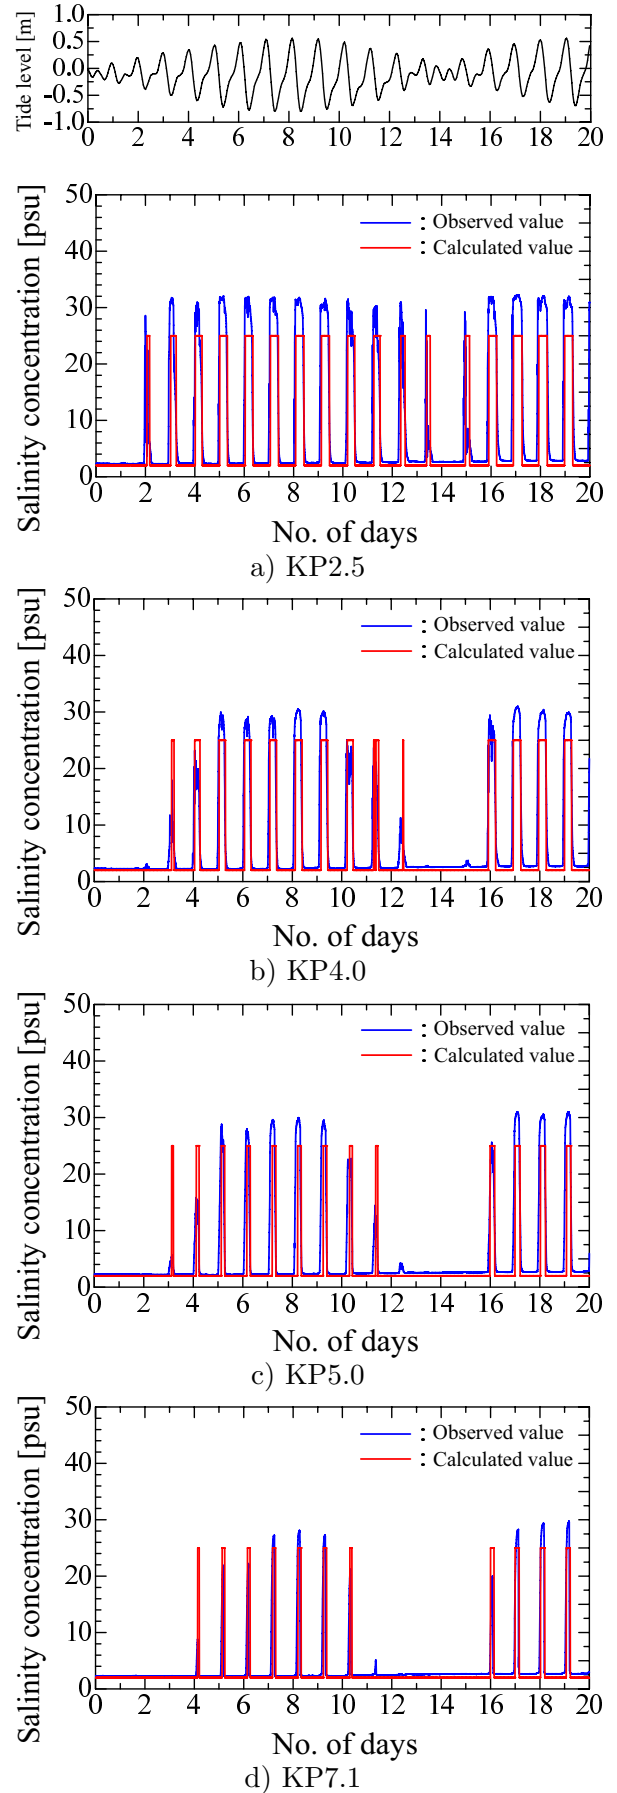 Tide level [m]
1.0
0.5
0.0
-0.5
-1.0
0 2 4 6 8 10 12 14 16 18 20
Salinity concentration [psu]
50
40
30
20
10
0
: Observed value
: Calculated value
0 2 4 6 8 10 12 14 16 18 20
No. of days
a) KP2.5
Salinity concentration [psu]
50
40
30
20
10
0
: Observed value
: Calculated value
0 2 4 6 8 10 12 14 16 18 20
No. of days
b) KP4.0
Salinity concentration [psu]
50
40
30
20
10
0
: Observed value
: Calculated value
0 2 4 6 8 10 12 14 16 18 20
No. of days
c) KP5.0
Salinity concentration [psu]
50
40
30
20
10
0
: Observed value
: Calculated value
0 2 4 6 8 10 12 14 16 18 20
No. of days
d) KP7.1